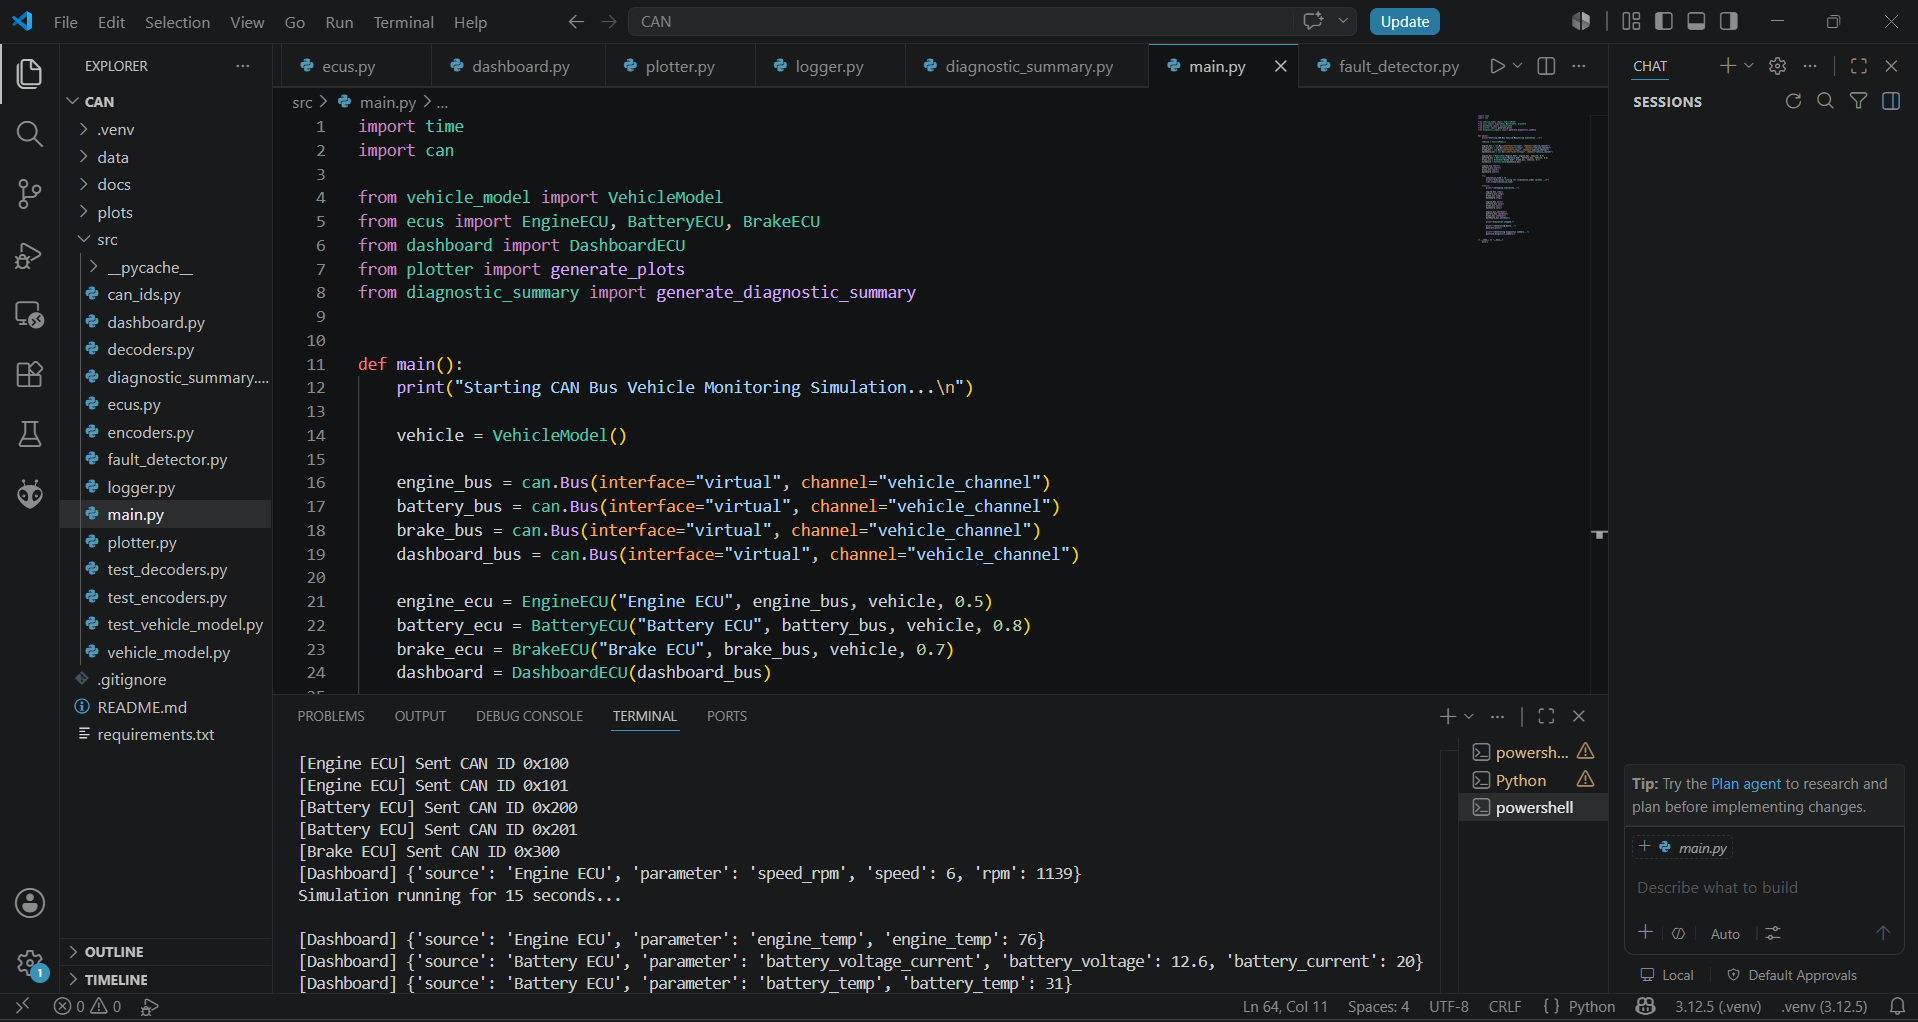 File Edit Selection View Go Run Terminal Help
CAN
Update
EXPLORER
CAN
.venv
data
docs
plots
src
__pycache__
can_ids.py
dashboard.py
decoders.py
diagnostic_summary....
ecus.py
encoders.py
fault_detector.py
logger.py
main.py
plotter.py
test_decoders.py
test_encoders.py
test_vehicle_model.py
vehicle_model.py
.gitignore
README.md
requirements.txt
OUTLINE
TIMELINE
ecus.py dashboard.py plotter.py logger.py diagnostic_summary.py main.py fault_detector.py
src > main.py > ...
1 import time
2 import can
3
4 from vehicle_model import VehicleModel
5 from ecus import EngineECU, BatteryECU, BrakeECU
6 from dashboard import DashboardECU
7 from plotter import generate_plots
8 from diagnostic_summary import generate_diagnostic_summary
9
10
11 def main():
12 print("Starting CAN Bus Vehicle Monitoring Simulation...\n")
13
14 vehicle = VehicleModel()
15
16 engine_bus = can.Bus(interface="virtual", channel="vehicle_channel")
17 battery_bus = can.Bus(interface="virtual", channel="vehicle_channel")
18 brake_bus = can.Bus(interface="virtual", channel="vehicle_channel")
19 dashboard_bus = can.Bus(interface="virtual", channel="vehicle_channel")
20
21 engine_ecu = EngineECU("Engine ECU", engine_bus, vehicle, 0.5)
22 battery_ecu = BatteryECU("Battery ECU", battery_bus, vehicle, 0.8)
23 brake_ecu = BrakeECU("Brake ECU", brake_bus, vehicle, 0.7)
24 dashboard = DashboardECU(dashboard_bus)
PROBLEMS OUTPUT DEBUG CONSOLE TERMINAL PORTS
[Engine ECU] Sent CAN ID 0x100
[Engine ECU] Sent CAN ID 0x101
[Battery ECU] Sent CAN ID 0x200
[Battery ECU] Sent CAN ID 0x201
[Brake ECU] Sent CAN ID 0x300
[Dashboard] {'source': 'Engine ECU', 'parameter': 'speed_rpm', 'speed': 6, 'rpm': 1139}
Simulation running for 15 seconds...
[Dashboard] {'source': 'Engine ECU', 'parameter': 'engine_temp', 'engine_temp': 76}
[Dashboard] {'source': 'Battery ECU', 'parameter': 'battery_voltage_current', 'battery_voltage': 12.6, 'battery_current': 20}
[Dashboard] {'source': 'Battery ECU', 'parameter': 'battery_temp', 'battery_temp': 31}
powersh...
Python
powershell
CHAT
SESSIONS
Tip: Try the Plan agent to research and
plan before implementing changes.
main.py
Describe what to build
Auto
Local Default Approvals
1
0 0 Ln 64, Col 11 Spaces: 4 UTF-8 CRLF {} Python 3.12.5 (.venv) .venv (3.12.5)